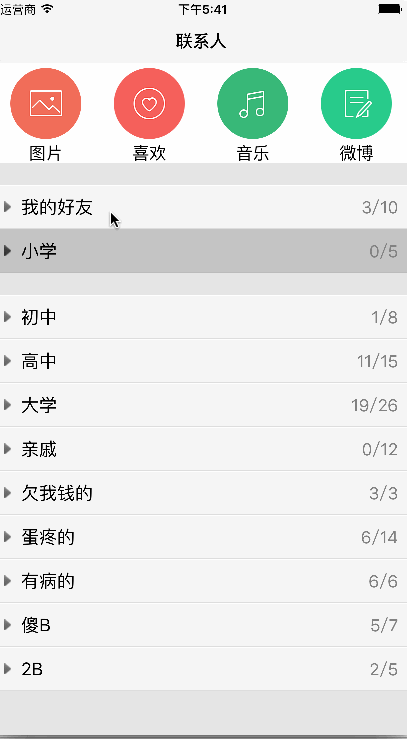 运营商 下午5:41
联系人
图片 喜欢 音乐 微博
我的好友 3/10
小学 0/5
初中 1/8
高中 11/15
大学 19/26
亲戚 0/12
欠我钱的 3/3
蛋疼的 6/14
有病的 6/6
傻B 5/7
2B 2/5